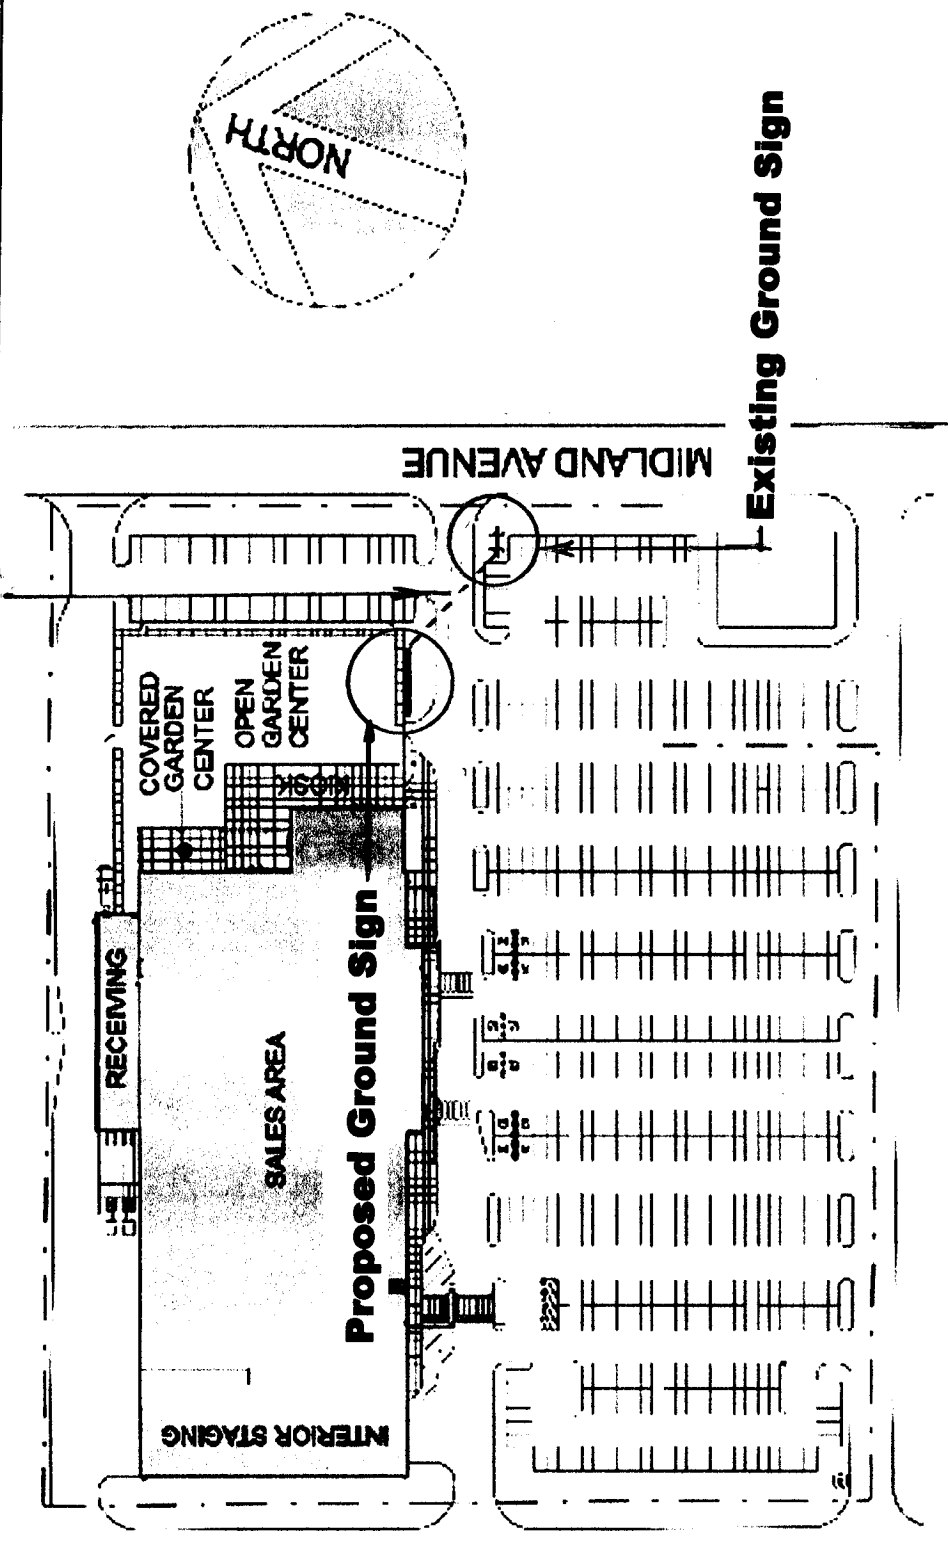 NORTH
Existing Ground Sign
MIDLAND AVENUE
COVERED
GARDEN
CENTER
OPEN
GARDEN
CENTER
KIOSK
RECEIVING
SALES AREA
Proposed Ground Sign
INTERIOR STAGING